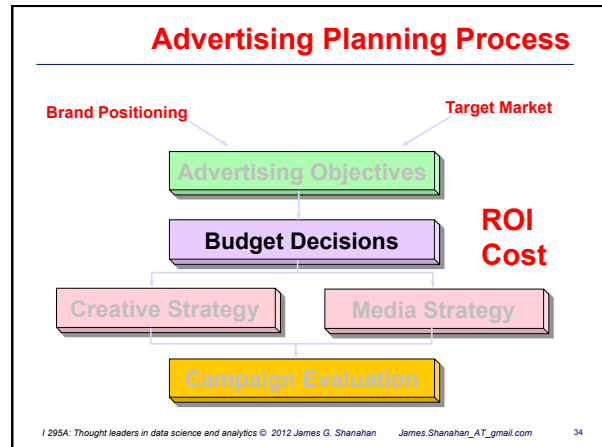 Advertising Planning Process
Brand Positioning
Target Market
Advertising Objectives
Budget Decisions
ROI
Cost
Creative Strategy
Media Strategy
Campaign Evaluation
I 295A: Thought leaders in data science and analytics © 2012 James G. Shanahan James.Shanahan_AT_gmail.com 34